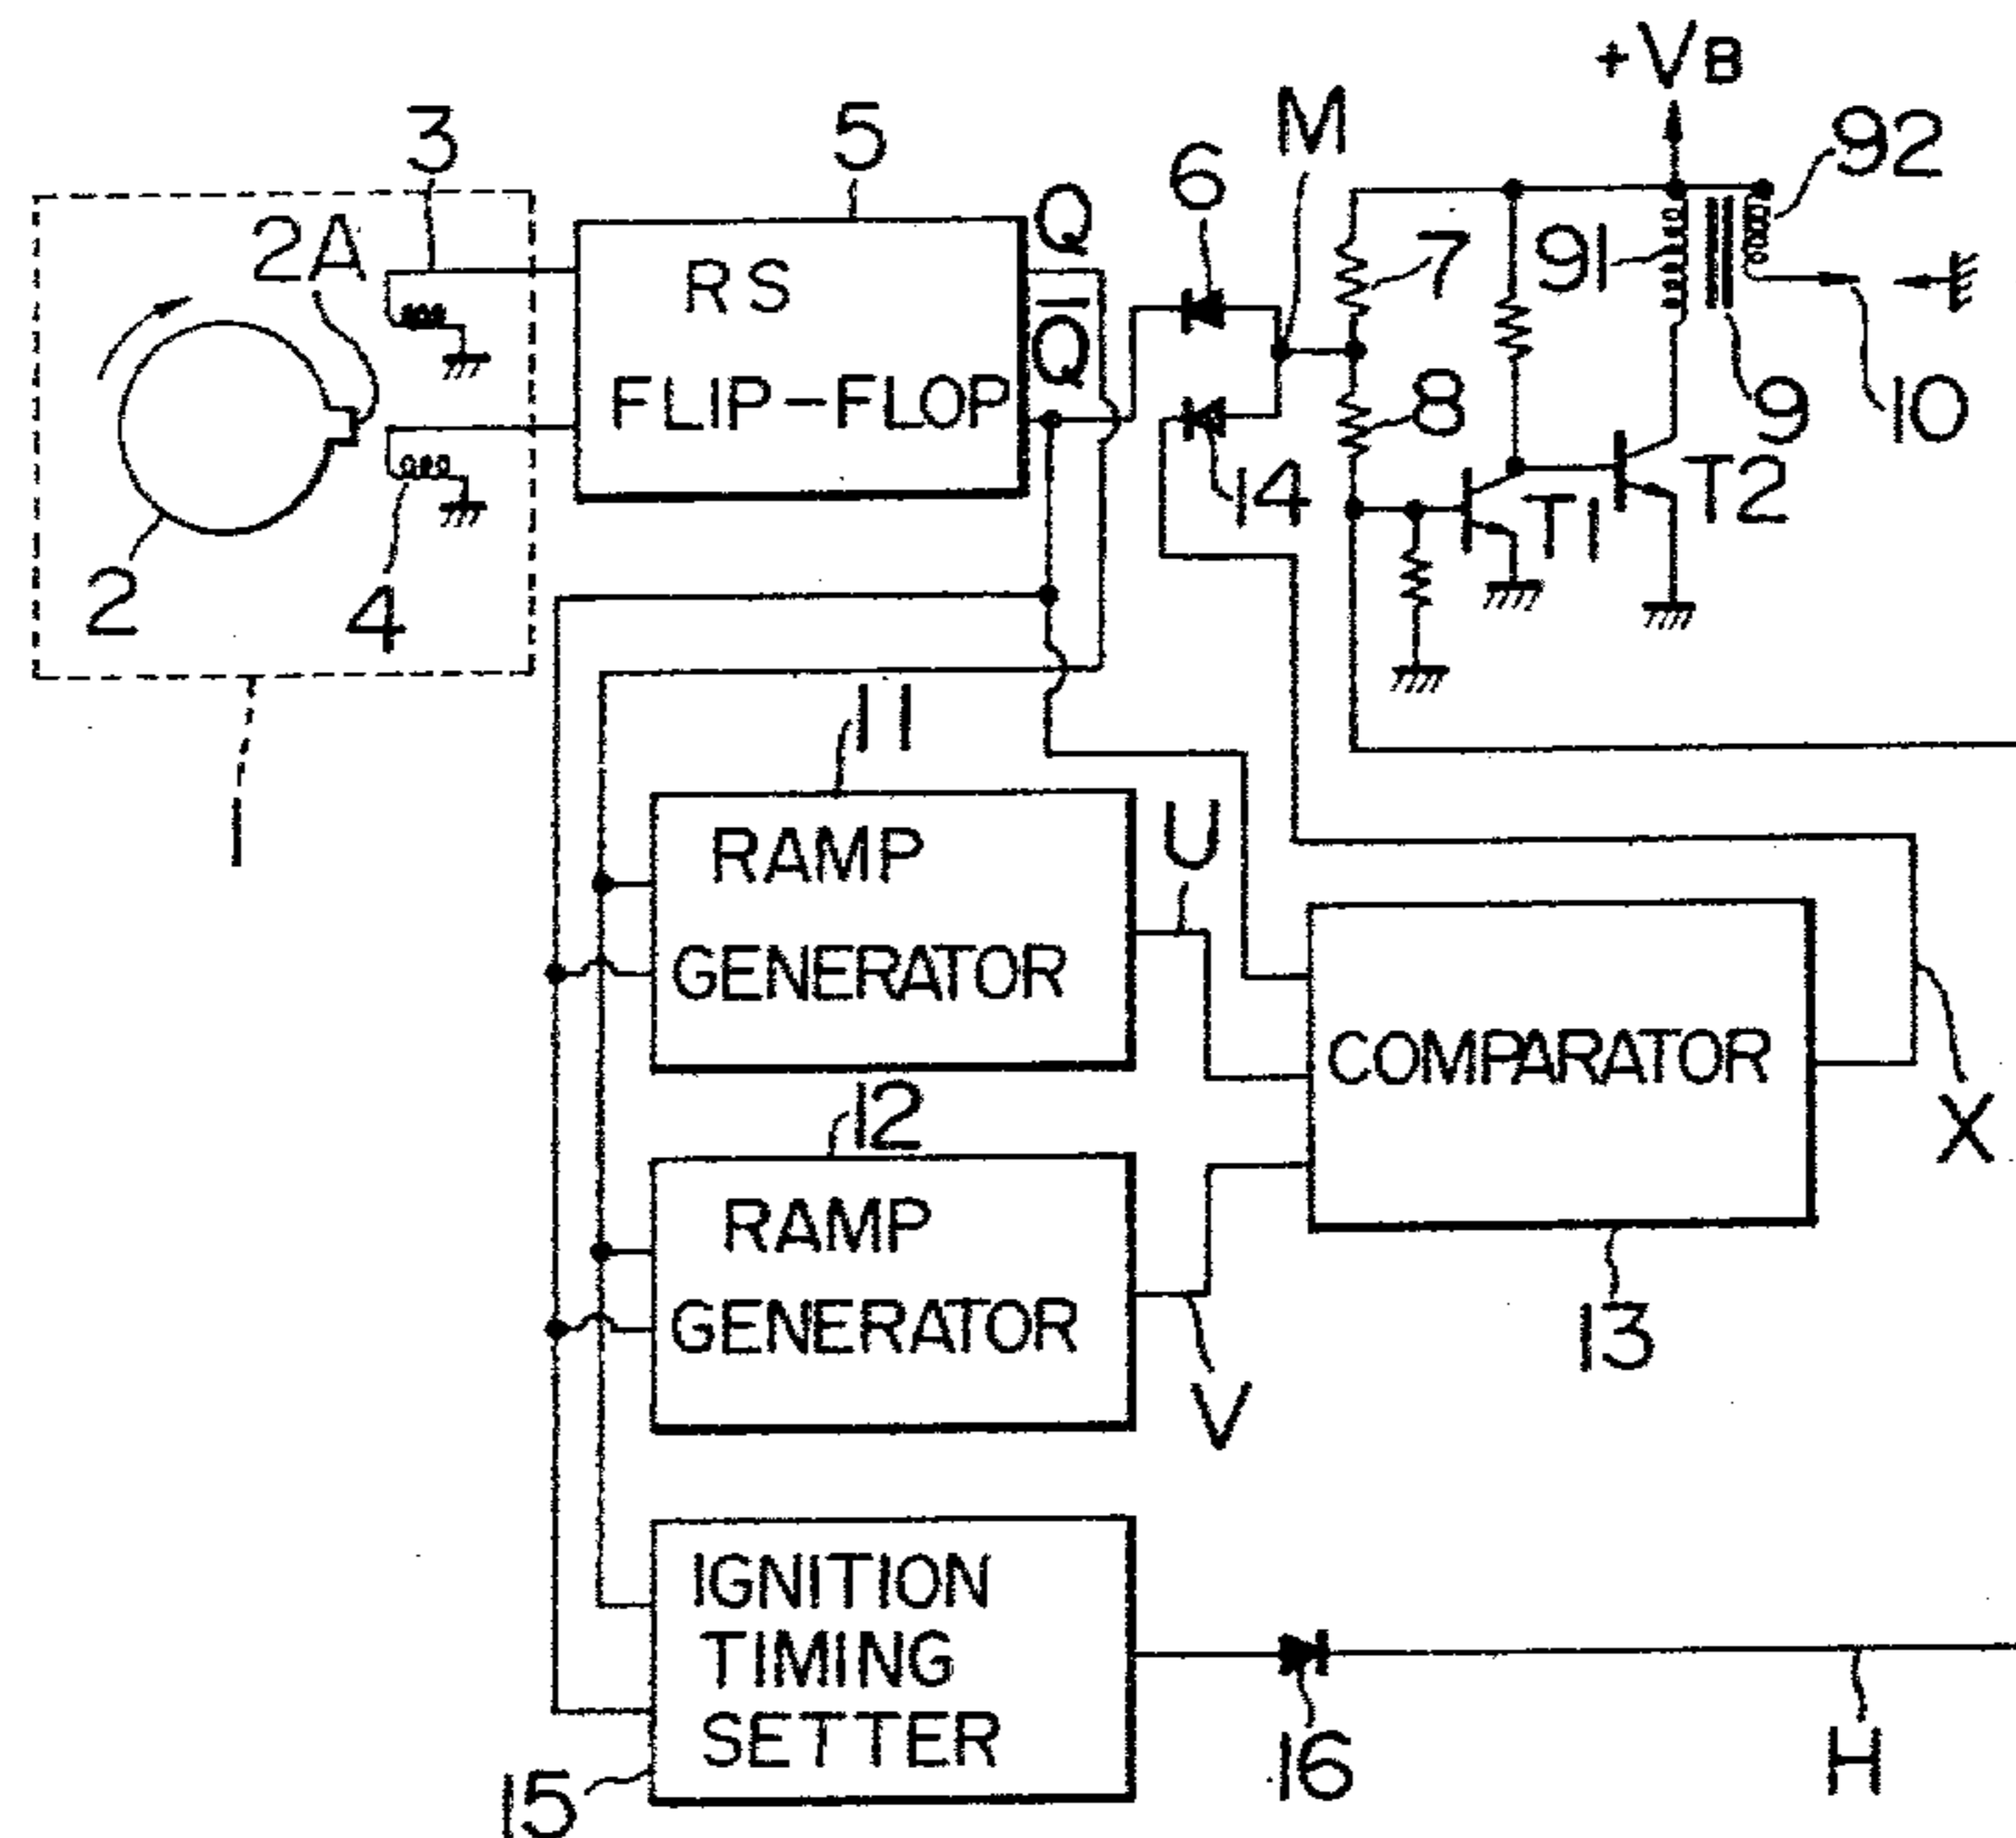 +VB
M
92
3
5
Q
6
2A
91
7
RS
FLIP-FLOP
Q̅
8
9
10
14
T1
T2
2
4
1
11
RAMP
GENERATOR
U
COMPARATOR
X
12
RAMP
GENERATOR
V
13
IGNITION
TIMING
SETTER
15
16
H